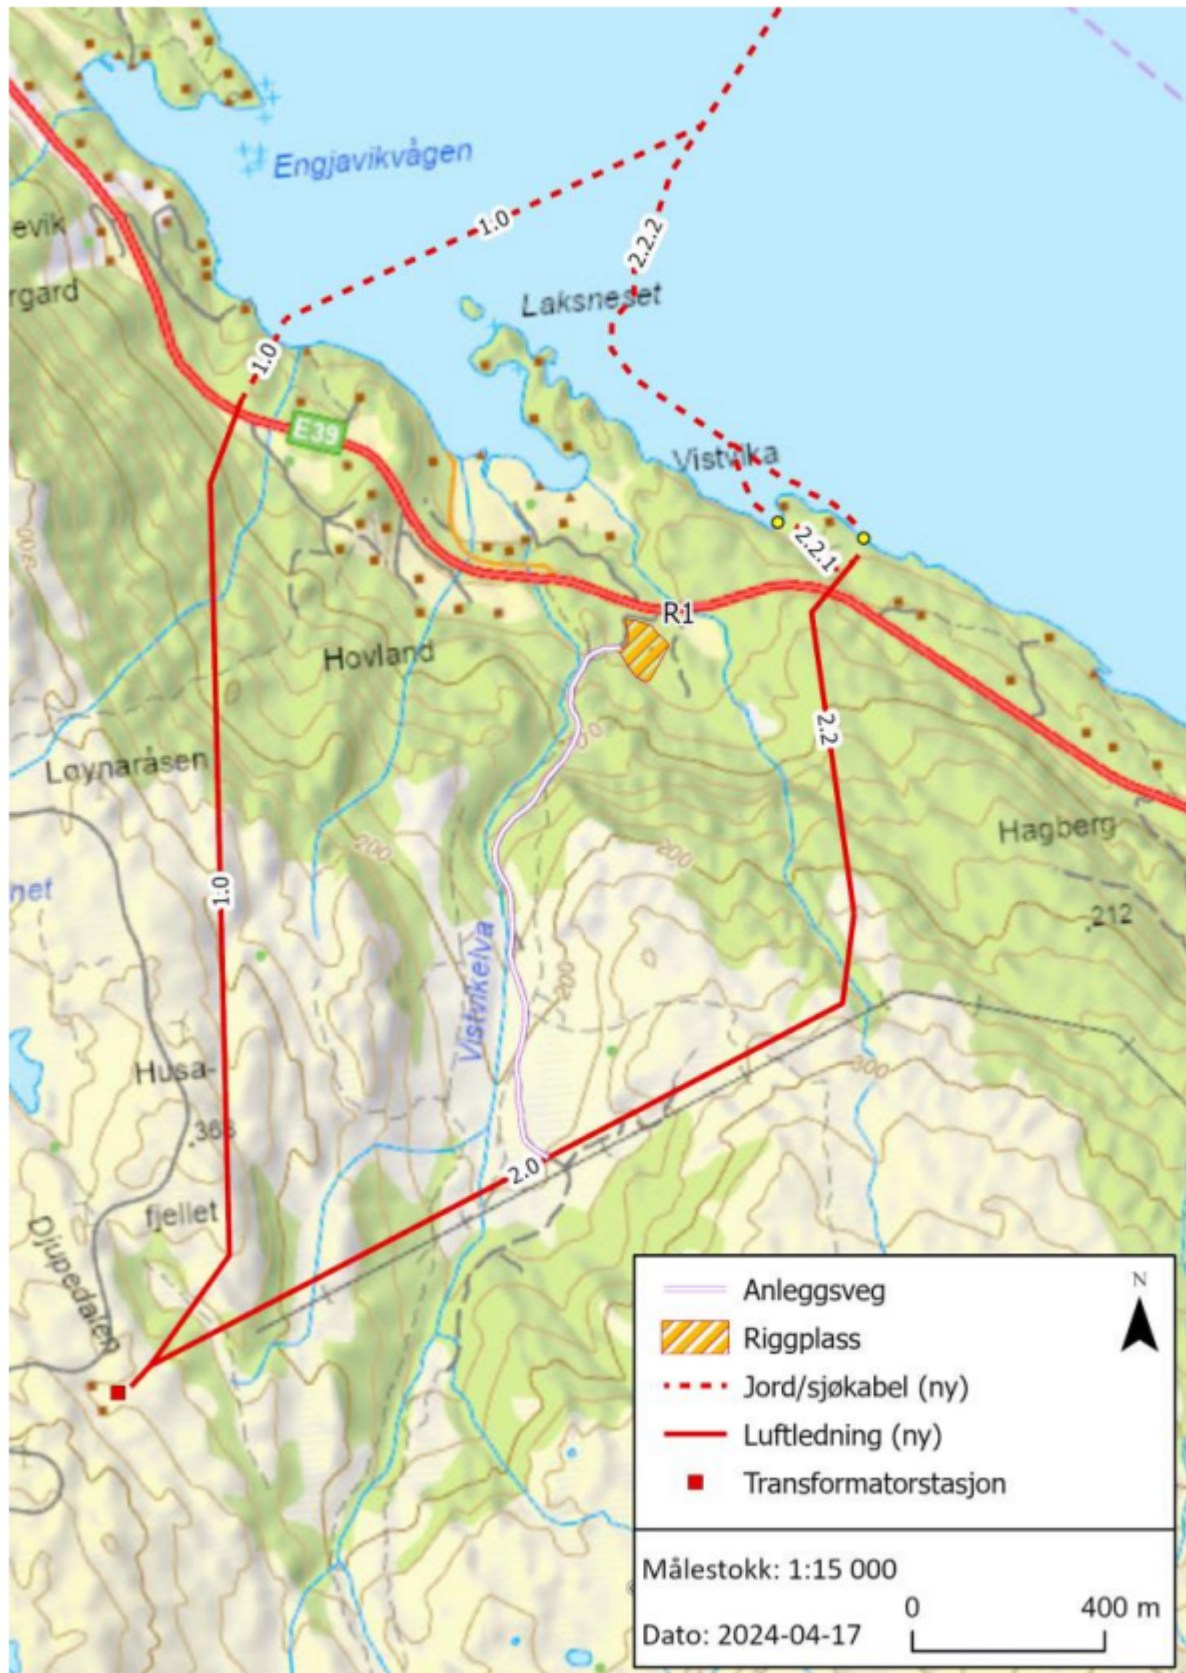 Engjavikvågen
evik
rgard
1.0
2.2.2
Laksneset
1.0
E39
Vistvika
2.2.1
R1
Hovland
2.2
Løynaråsen
200
200
Hagberg
net
1.0
212
200
Vistvikelva
Husa-
300
368
2.0
fjellet
Djupedalen
Anleggsveg
N
Riggplass
Jord/sjøkabel (ny)
Luftledning (ny)
Transformatorstasjon
Målestokk: 1:15 000
0 400 m
Dato: 2024-04-17